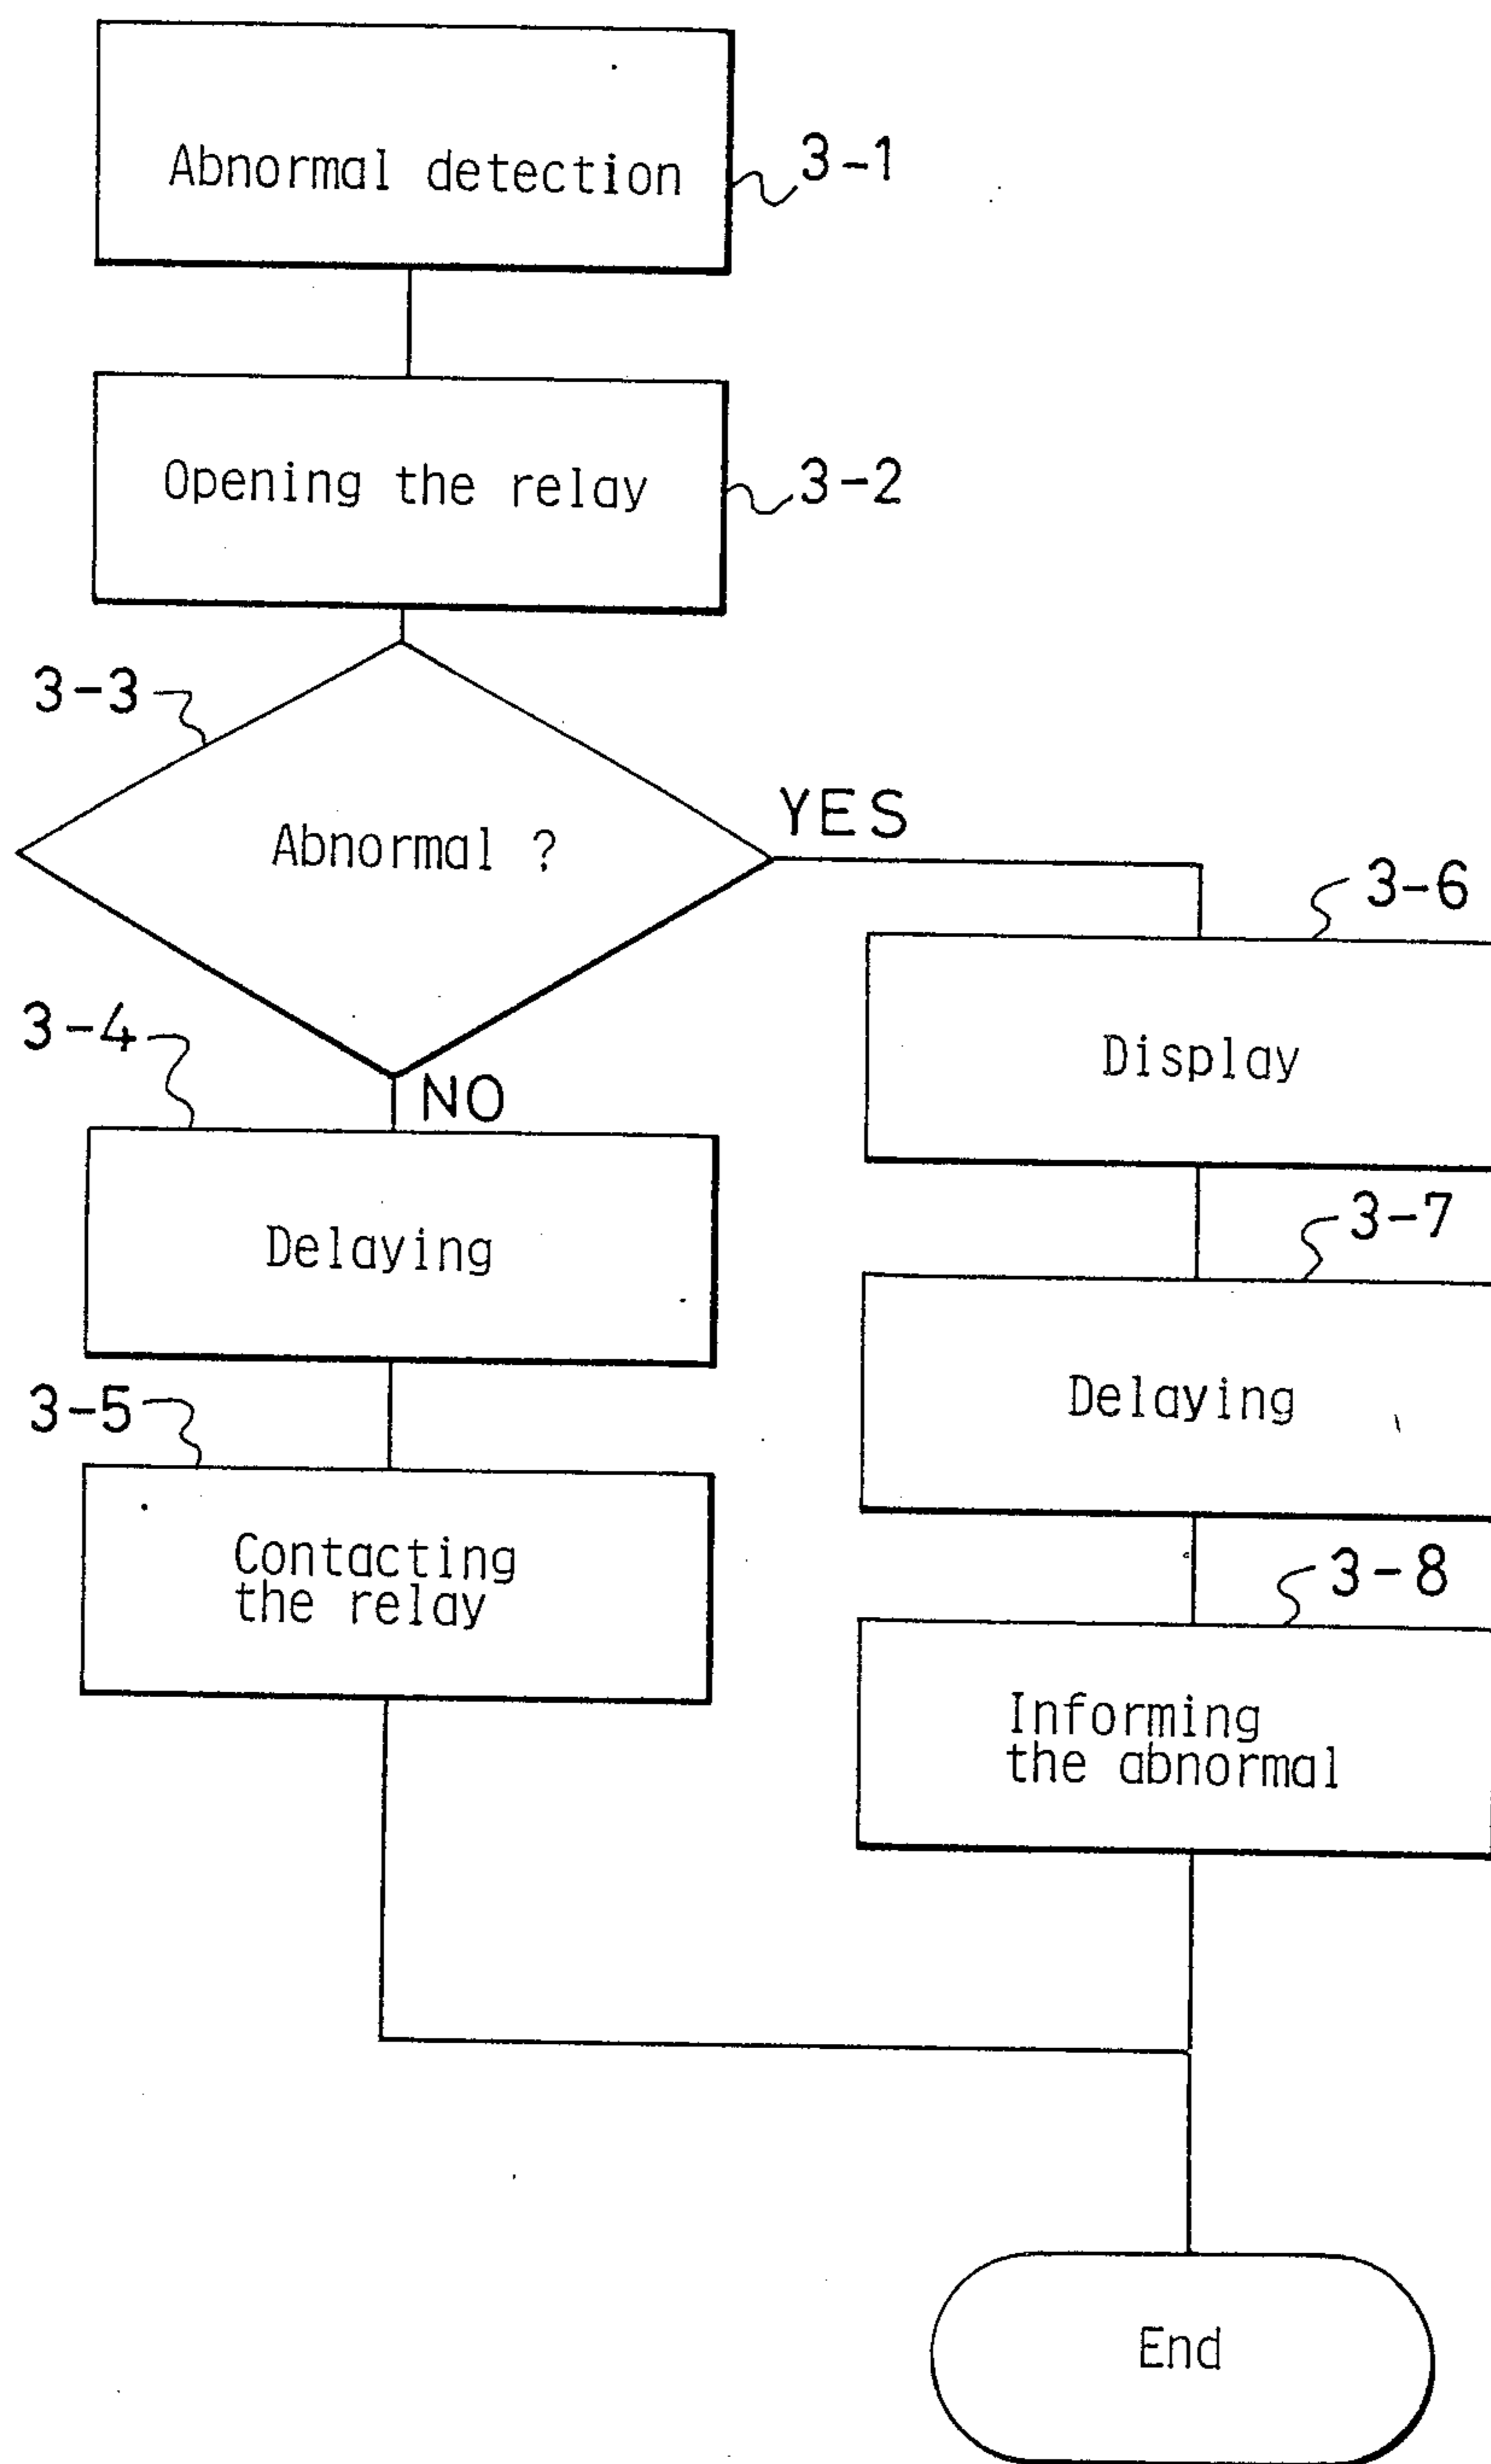 Abnormal detection
3-1
Opening the relay
3-2
3-3
Abnormal ?
YES
3-6
Display
3-4
NO
Delaying
3-7
Delaying
3-5
Contacting
the relay
3-8
Informing
the abnormal
End